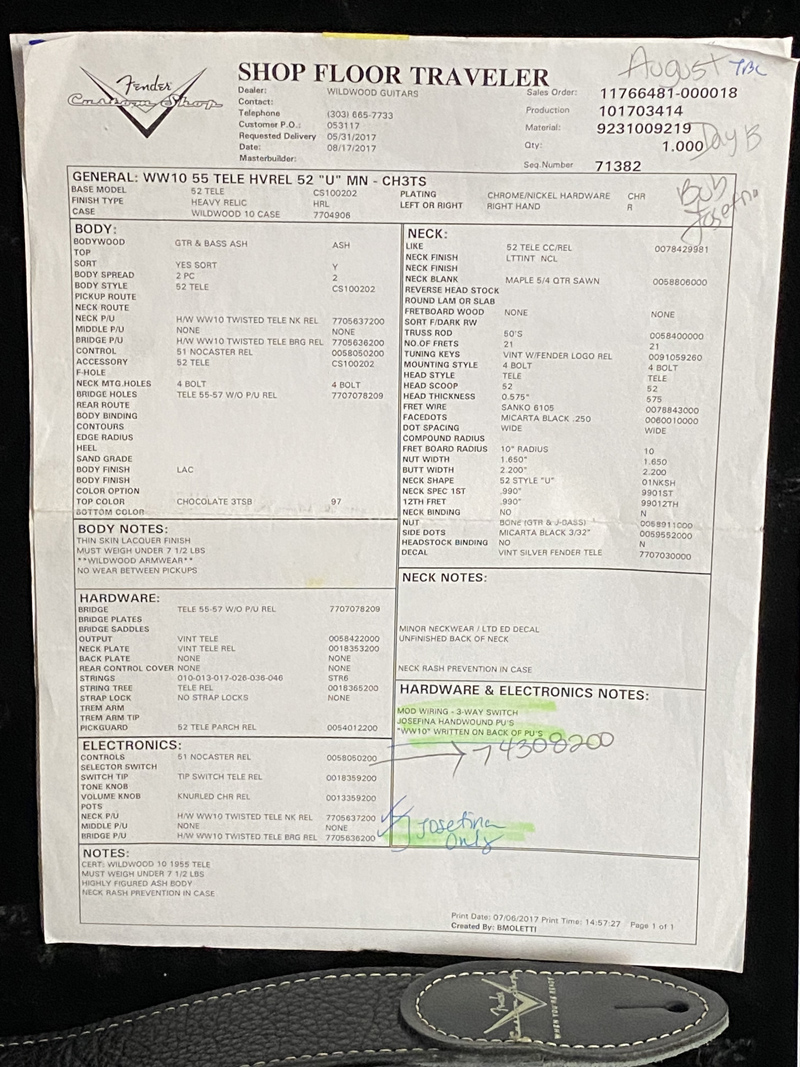 Fender
Custom Shop
SHOP FLOOR TRAVELER
August TBC
Dealer: WILDWOOD GUITARS
Contact:
Telephone (303) 665-7733
Customer P.O.: 053117
Requested Delivery 05/31/2017
Date: 08/17/2017
Masterbuilder:
Sales Order: 11766481-000018
Production 101703414
Material: 9231009219
Qty: 1.000
Seq.Number 71382
Day B
Bob
Josefina
GENERAL: WW10 55 TELE HVREL 52 "U" MN - CH3TS
BASE MODEL 52 TELE CS100202 PLATING CHROME/NICKEL HARDWARE CHR
FINISH TYPE HEAVY RELIC HRL LEFT OR RIGHT RIGHT HAND R
CASE WILDWOOD 10 CASE 7704906
BODY:
BODYWOOD GTR & BASS ASH ASH
TOP
SORT YES SORT Y
BODY SPREAD 2 PC 2
BODY STYLE 52 TELE CS100202
PICKUP ROUTE
NECK ROUTE
NECK P/U H/W WW10 TWISTED TELE NK REL 7705637200
MIDDLE P/U NONE NONE
BRIDGE P/U H/W WW10 TWISTED TELE BRG REL 7705636200
CONTROL 51 NOCASTER REL 0058050200
ACCESSORY 52 TELE CS100202
F-HOLE
NECK MTG.HOLES 4 BOLT 4 BOLT
BRIDGE HOLES TELE 55-57 W/O P/U REL 7707078209
REAR ROUTE
BODY BINDING
CONTOURS
EDGE RADIUS
HEEL
SAND GRADE
BODY FINISH LAC
BODY FINISH
COLOR OPTION
TOP COLOR CHOCOLATE 3TSB 97
BOTTOM COLOR
NECK:
LIKE 52 TELE CC/REL 0078429981
NECK FINISH LTTINT NCL
NECK FINISH
NECK BLANK MAPLE 5/4 QTR SAWN 0058806000
REVERSE HEAD STOCK
ROUND LAM OR SLAB
FRETBOARD WOOD NONE NONE
SORT F/DARK RW
TRUSS ROD 50'S 0058400000
NO.OF FRETS 21 21
TUNING KEYS VINT W/FENDER LOGO REL 0091059260
MOUNTING STYLE 4 BOLT 4 BOLT
HEAD STYLE TELE TELE
HEAD SCOOP 52 52
HEAD THICKNESS 0.575" 575
FRET WIRE SANKO 6105 0078843000
FACEDOTS MICARTA BLACK .250 0060010000
DOT SPACING WIDE WIDE
COMPOUND RADIUS
FRET BOARD RADIUS 10" RADIUS 10
NUT WIDTH 1.650" 1.650
BUTT WIDTH 2.200" 2.200
NECK SHAPE 52 STYLE "U" 01NKSH
NECK SPEC 1ST .990" 9901ST
12TH FRET .990" 99012TH
NECK BINDING NO N
NUT BONE (GTR & J-BASS) 0058911000
SIDE DOTS MICARTA BLACK 3/32" 0059552000
HEADSTOCK BINDING NO N
DECAL VINT SILVER FENDER TELE 7707030000
BODY NOTES:
THIN SKIN LACQUER FINISH
MUST WEIGH UNDER 7 1/2 LBS
**WILDWOOD ARMWEAR**
NO WEAR BETWEEN PICKUPS
NECK NOTES:
MINOR NECKWEAR / LTD ED DECAL
UNFINISHED BACK OF NECK
NECK RASH PREVENTION IN CASE
HARDWARE:
BRIDGE TELE 55-57 W/O P/U REL 7707078209
BRIDGE PLATES
BRIDGE SADDLES
OUTPUT VINT TELE 0058422000
NECK PLATE VINT TELE REL 0018353200
BACK PLATE NONE NONE
REAR CONTROL COVER NONE NONE
STRINGS 010-013-017-026-036-046 STR6
STRING TREE TELE REL 0018365200
STRAP LOCK NO STRAP LOCKS NONE
TREM ARM
TREM ARM TIP
PICKGUARD 52 TELE PARCH REL 0054012200
HARDWARE & ELECTRONICS NOTES:
MOD WIRING - 3-WAY SWITCH
JOSEFINA HANDWOUND PU'S
"WW10" WRITTEN ON BACK OF PU'S
74308200
ELECTRONICS:
CONTROLS 51 NOCASTER REL 0058050200
SELECTOR SWITCH
SWITCH TIP TIP SWITCH TELE REL 0018359200
TONE KNOB
VOLUME KNOB KNURLED CHR REL 0013359200
POTS
NECK P/U H/W WW10 TWISTED TELE NK REL 7705637200
MIDDLE P/U NONE NONE
BRIDGE P/U H/W WW10 TWISTED TELE BRG REL 7705636200
Josefina
Only
NOTES:
CERT: WILDWOOD 10 1955 TELE
MUST WEIGH UNDER 7 1/2 LBS
HIGHLY FIGURED ASH BODY
NECK RASH PREVENTION IN CASE
Print Date: 07/06/2017 Print Time: 14:57:27 Page 1 of 1
Created By: BMOLETTI
Fender
Custom Shop
WHEN YOU'RE READY